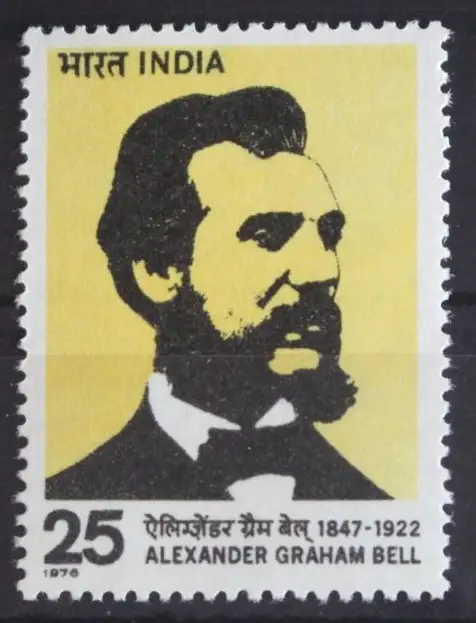 भारत INDIA
25 ऐलिग्ज़ेंडर ग्रैम बेल् 1847-1922
1976 ALEXANDER GRAHAM BELL